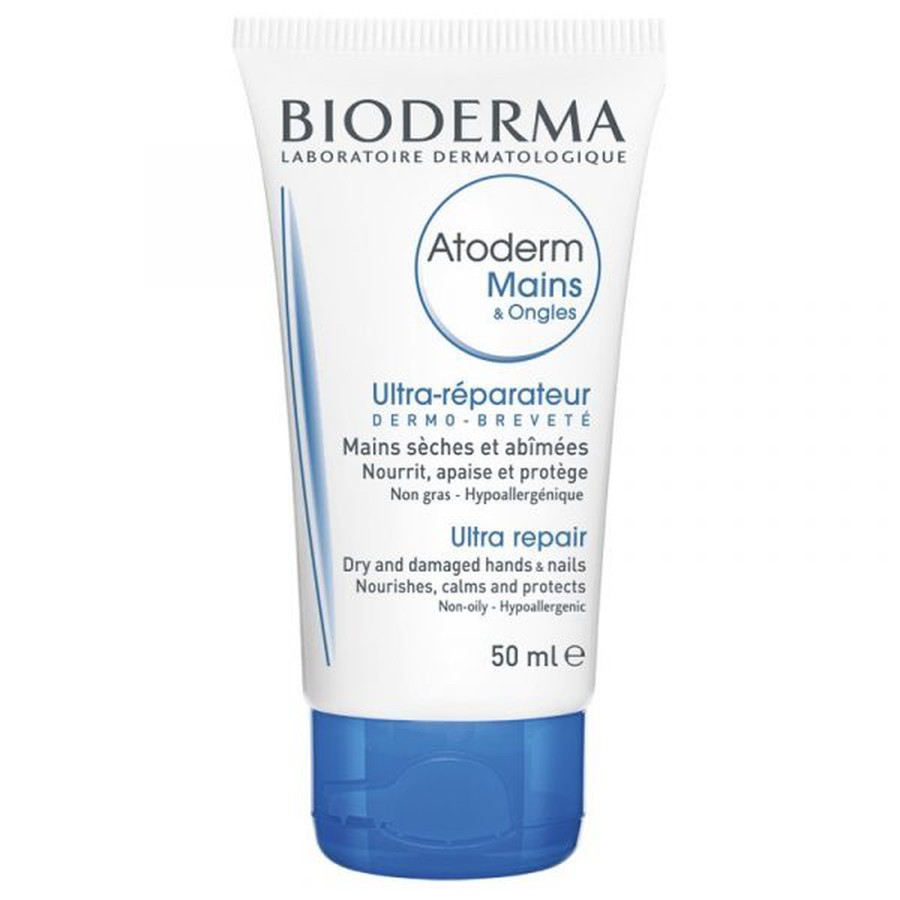 BIODERMA
LABORATOIRE DERMATOLOGIQUE
Atoderm
Mains
& Ongles
Ultra-réparateur
DERMO-BREVETÉ
Mains sèches et abîmées
Nourrit, apaise et protège
Non gras - Hypoallergénique
Ultra repair
Dry and damaged hands & nails
Nourishes, calms and protects
Non-oily - Hypoallergenic
50 ml ℮